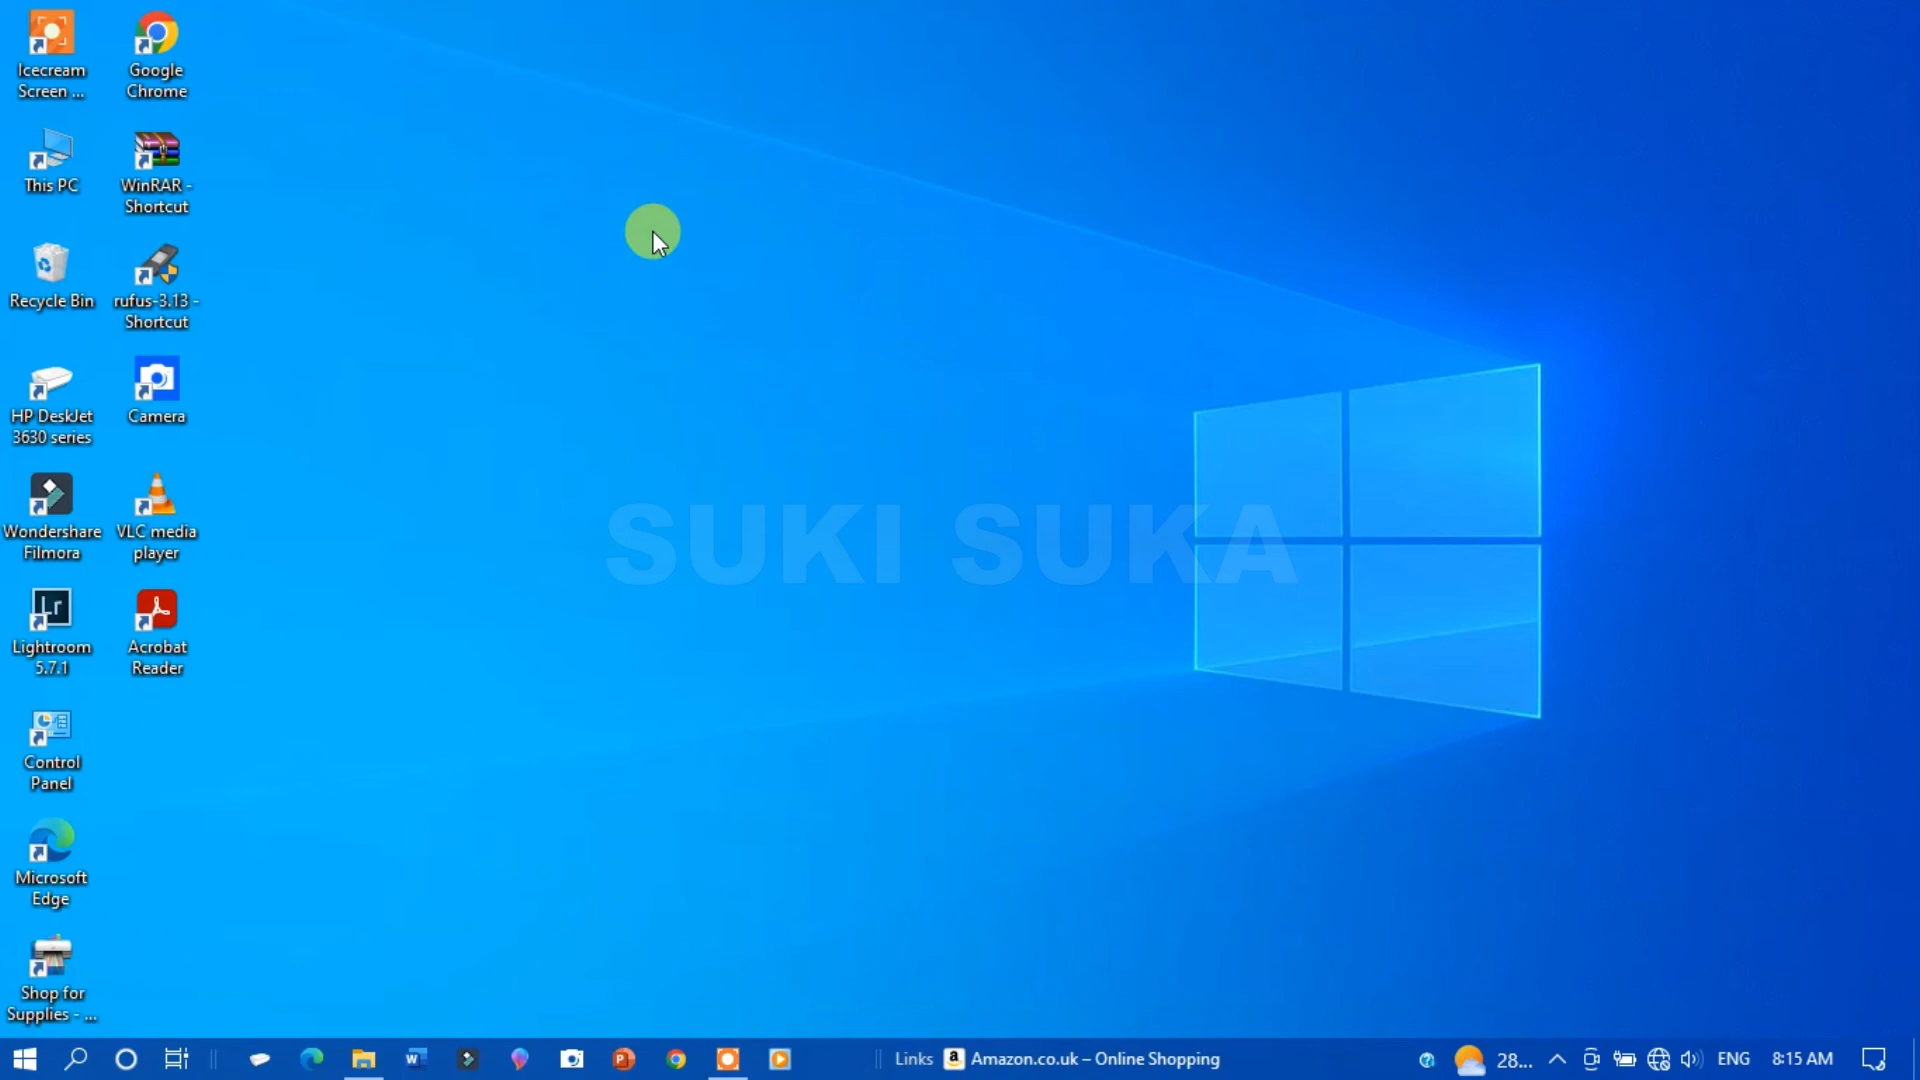 Icecream
Screen ...
Google
Chrome
This PC
WinRAR -
Shortcut
Recycle Bin
rufus-3.13 -
Shortcut
HP DeskJet
3630 series
Camera
Wondershare
Filmora
VLC media
player
SUKI SUKA
Lr
Lightroom
5.7.1
Acrobat
Reader
Control
Panel
Microsoft
Edge
Shop for
Supplies - ...
Links a Amazon.co.uk – Online Shopping
28... ENG 8:15 AM